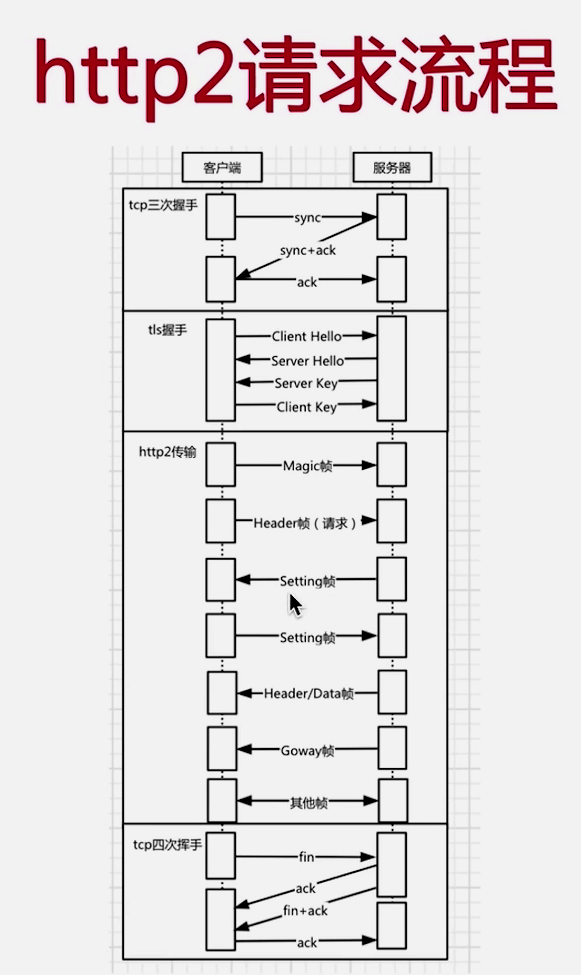 http2请求流程
客户端
服务器
tcp三次握手
sync
sync+ack
ack
tls握手
Client Hello
Server Hello
Server Key
Client Key
http2传输
Magic帧
Header帧（请求）
Setting帧
Setting帧
Header/Data帧
Goway帧
其他帧
tcp四次挥手
fin
ack
fin+ack
ack